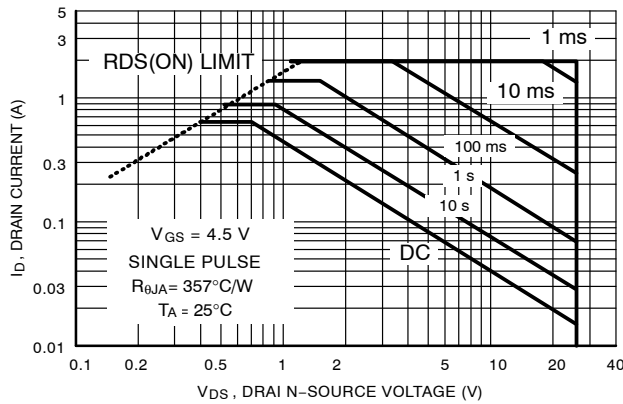 5
3
1
0.3
0.1
0.03
0.01
ID, DRAIN CURRENT (A)
RDS(ON) LIMIT
1 ms
10 ms
100 ms
1 s
10 s
DC
VGS = 4.5 V
SINGLE PULSE
RθJA= 357°C/W
TA = 25°C
0.1 0.2 0.5 1 2 5 10 20 40
VDS , DRAI N−SOURCE VOLTAGE (V)